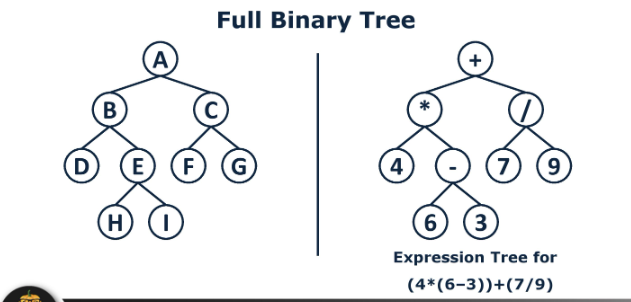 Full Binary Tree
A
+
B
C
*
/
D
E
F
G
4
-
7
9
H
I
6
3
Expression Tree for
(4*(6–3))+(7/9)